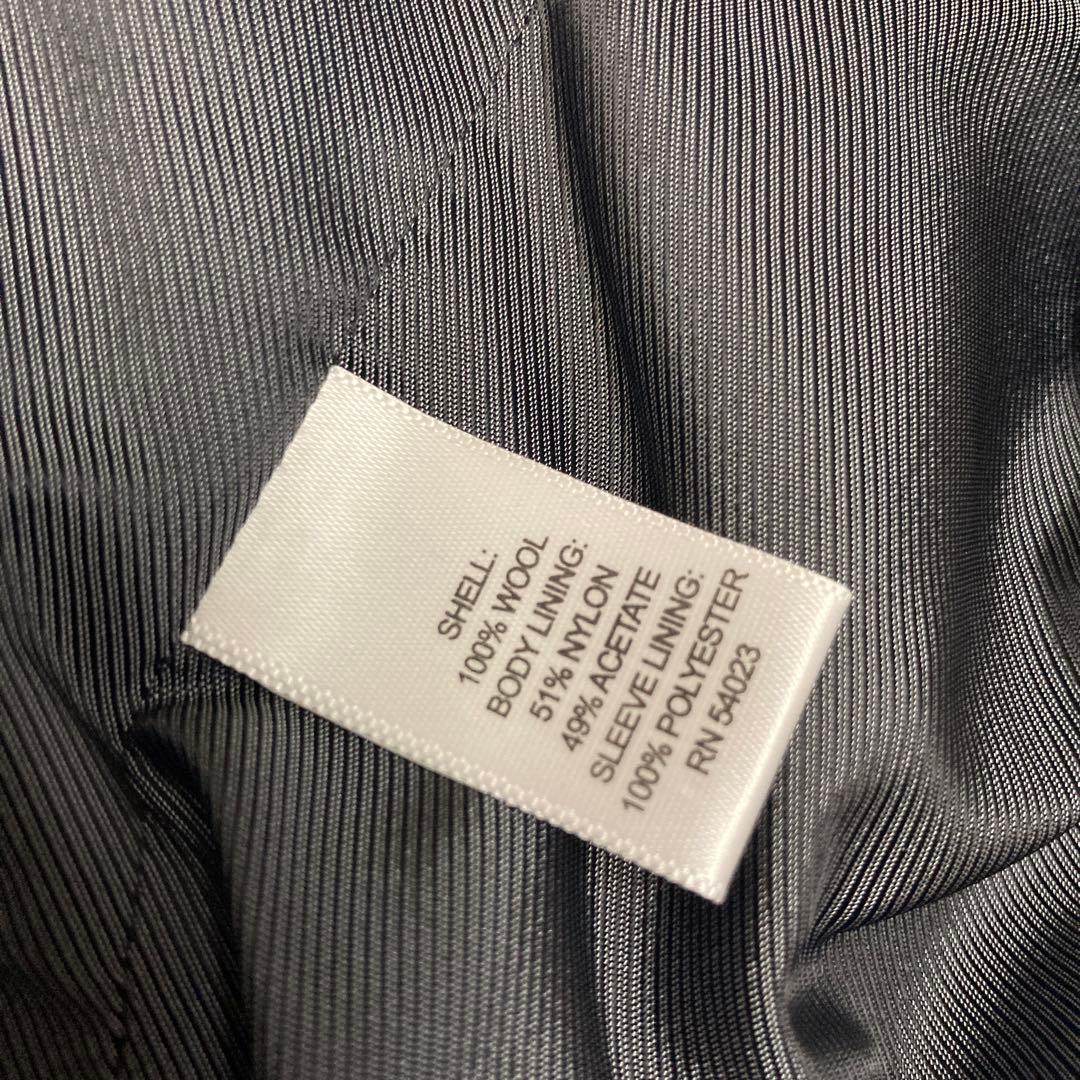 SHELL:
100% WOOL
BODY LINING:
51% NYLON
49% ACETATE
SLEEVE LINING:
100% POLYESTER
RN 54023